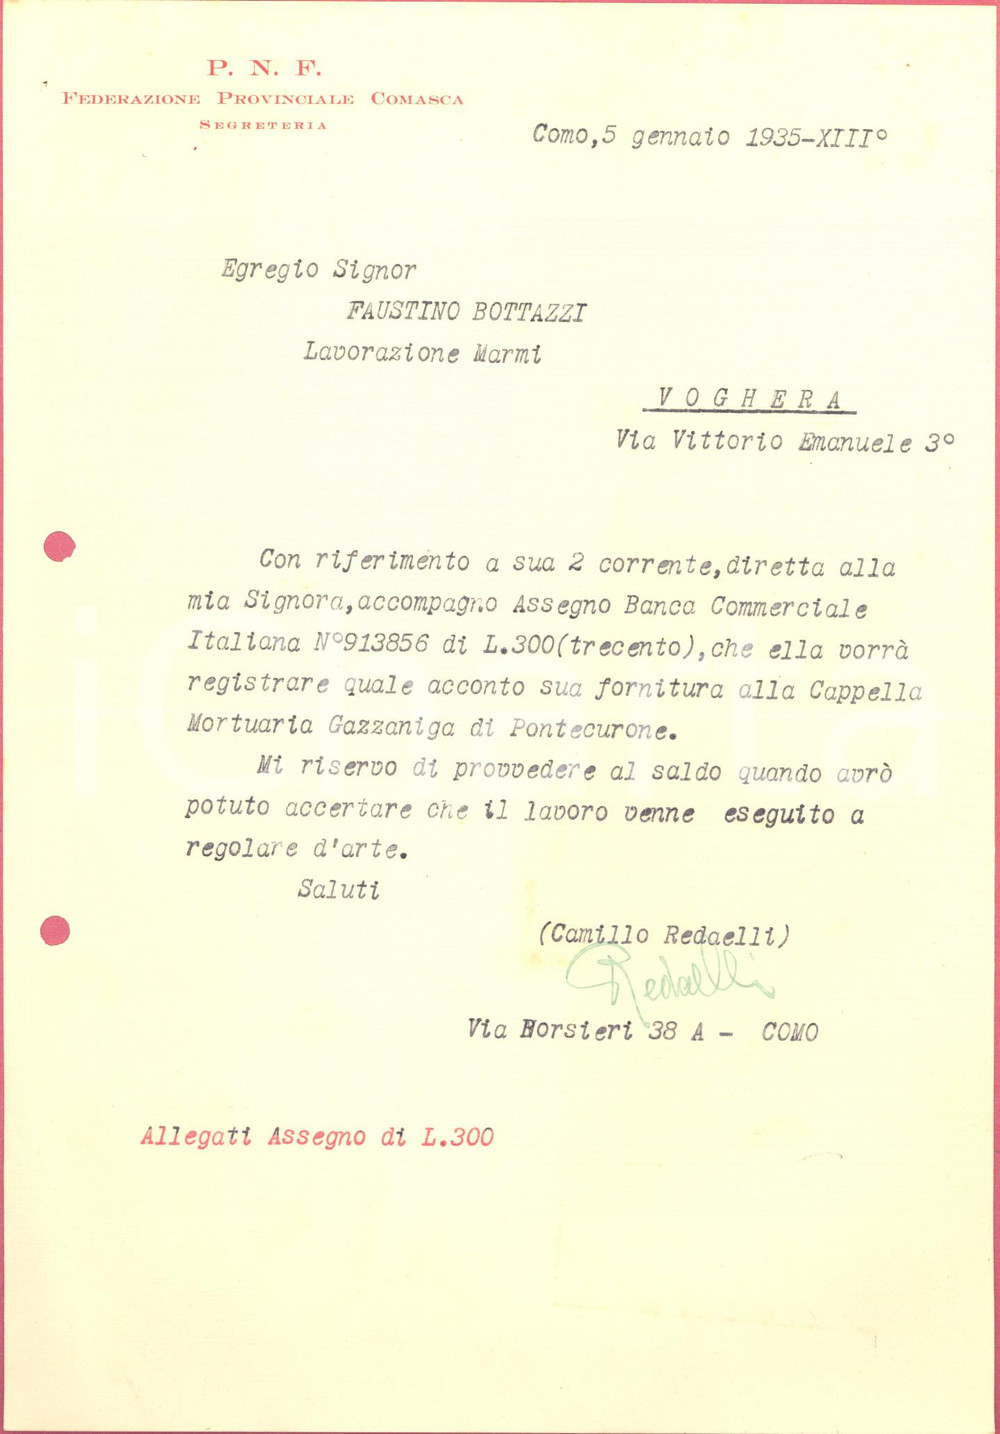 P. N. F.
Federazione Provinciale Comasca
Segreteria
Como,5 gennaio 1935-XIII°
Egregio Signor
FAUSTINO BOTTAZZI
Lavorazione Marmi
V O G H E R A
Via Vittorio Emanuele 3°
Con riferimento a sua 2 corrente,diretta alla
mia Signora,accompagno Assegno Banca Commerciale
Italiana N°913856 di L.300(trecento),che ella vorrà
registrare quale acconto sua fornitura alla Cappella
Mortuaria Gazzaniga di Pontecurone.
Mi riservo di provvedere al saldo quando avrò
potuto accertare che il lavoro venne eseguito a
regolare d'arte.
Saluti
(Camillo Redaelli)
CRedaelli
Via Borsieri 38 A - COMO
Allegati Assegno di L.300